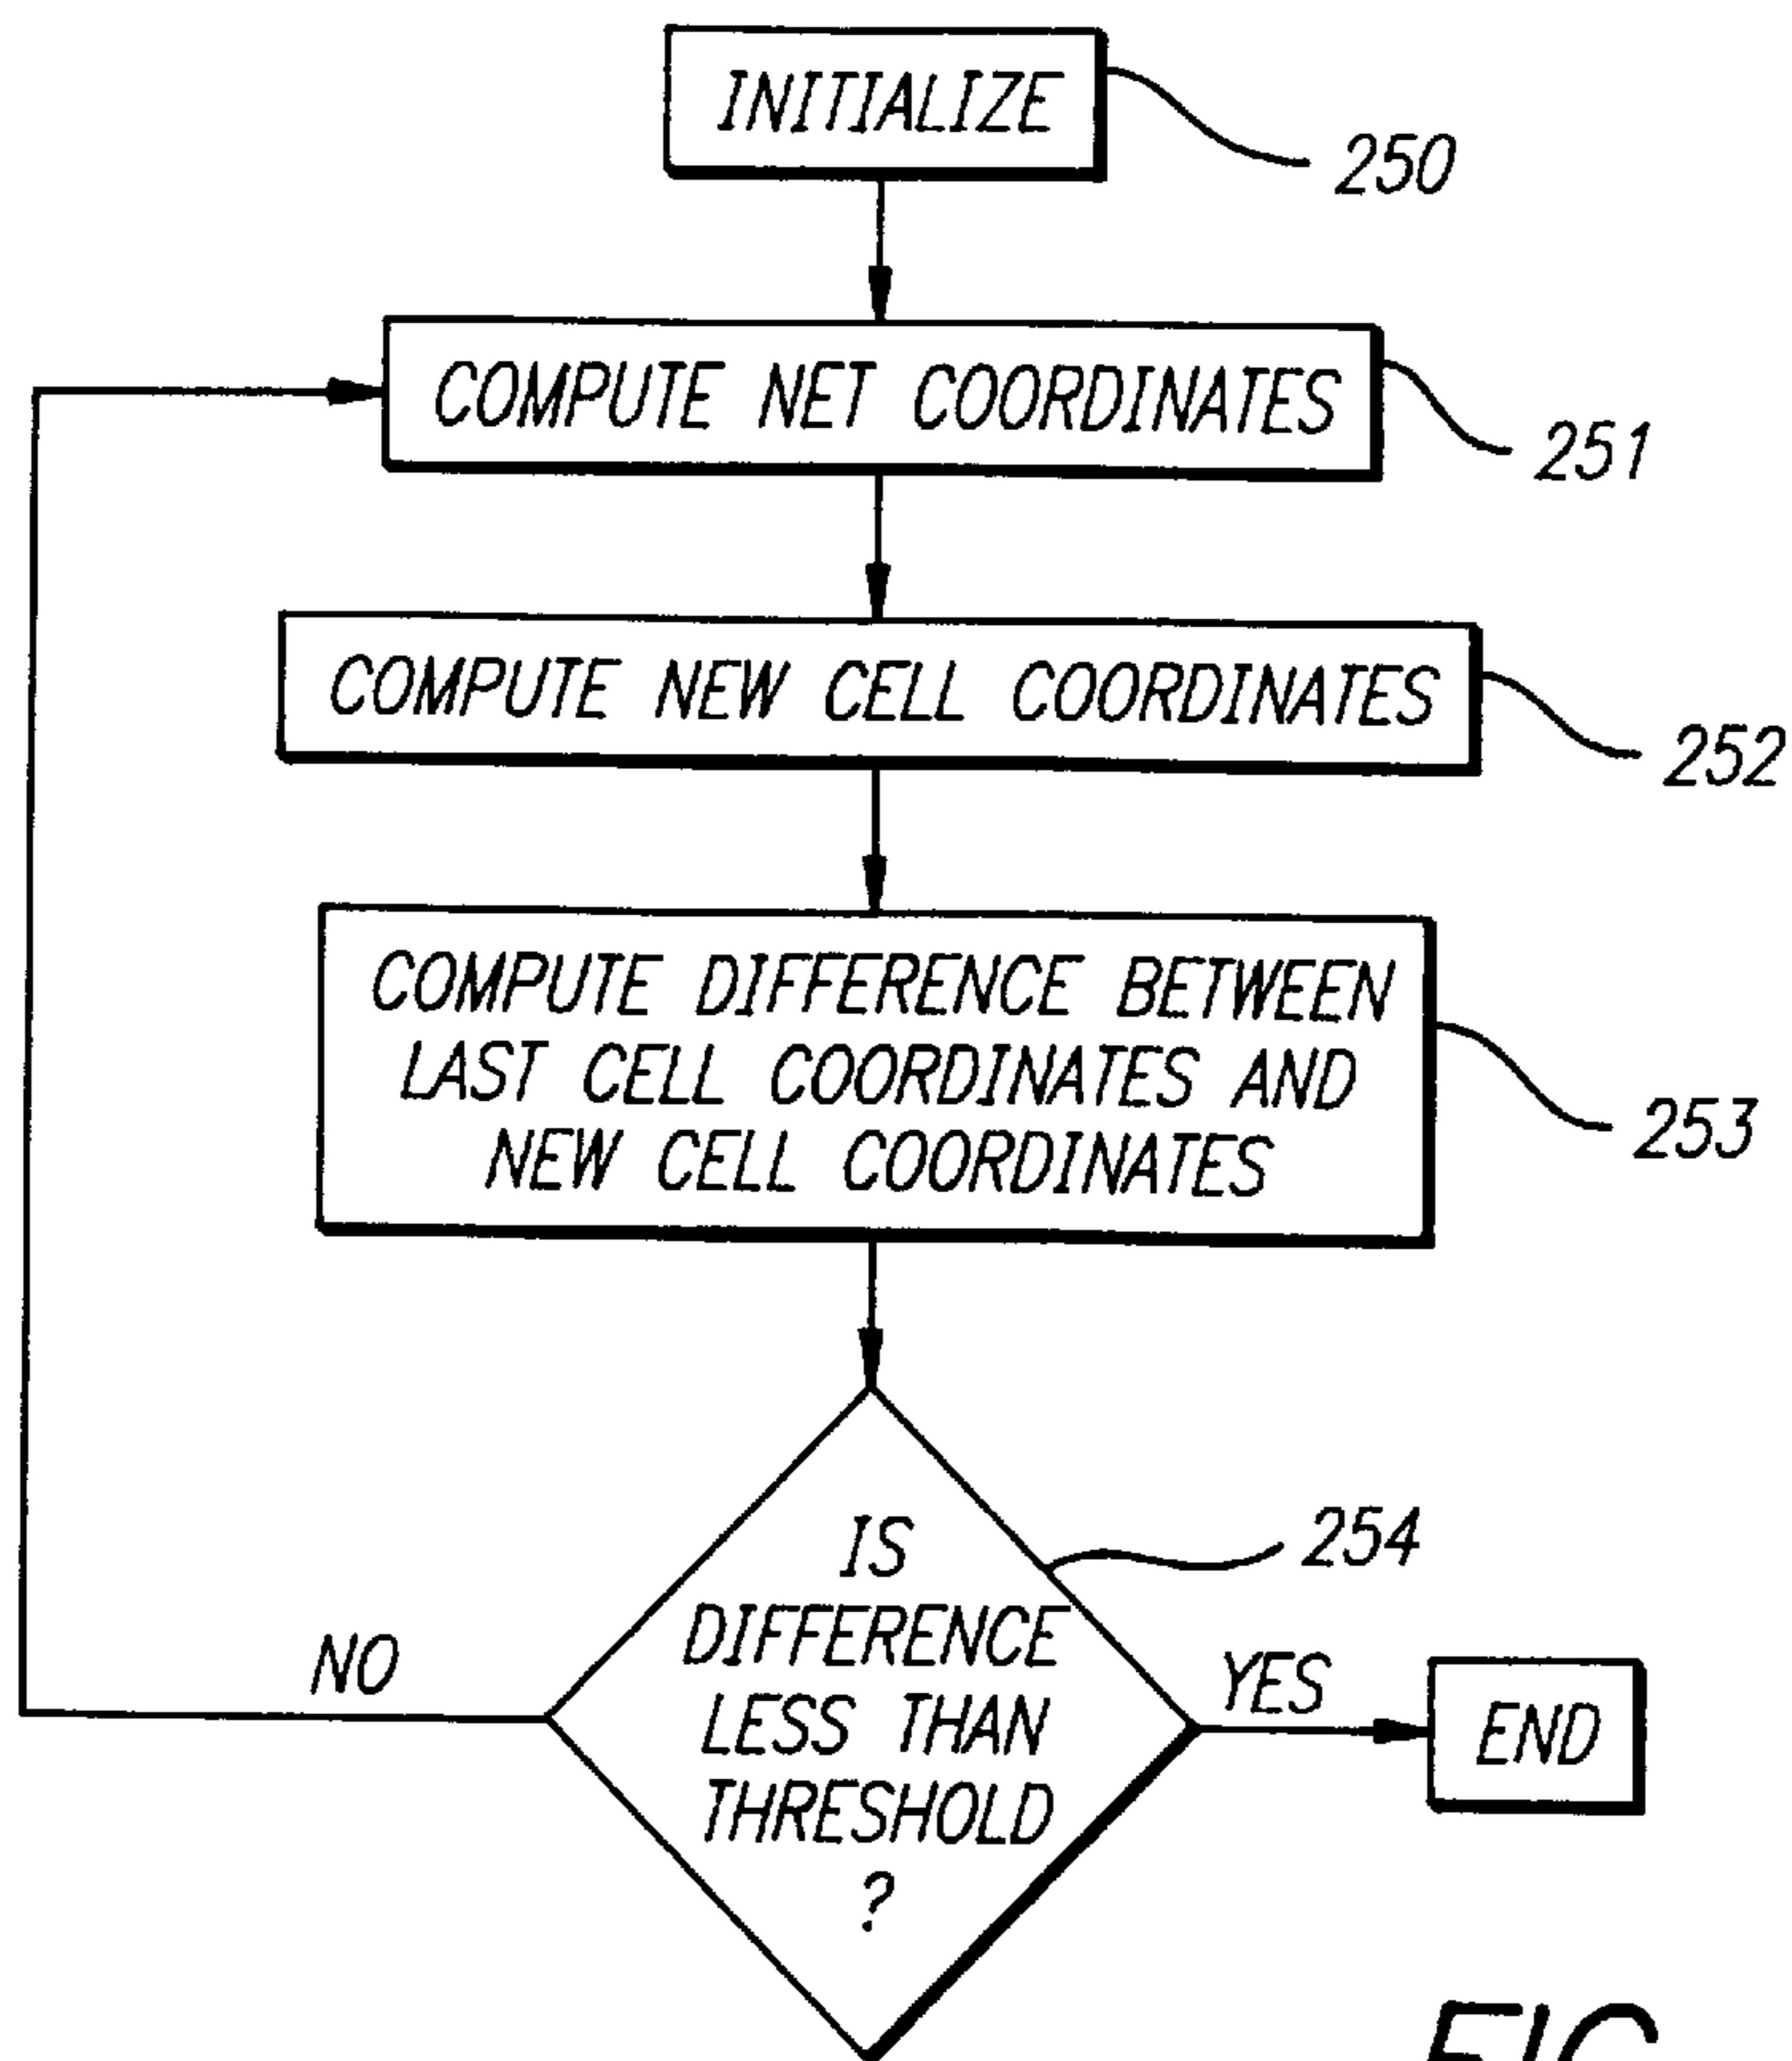 INITIALIZE
250
COMPUTE NET COORDINATES
251
COMPUTE NEW CELL COORDINATES
252
COMPUTE DIFFERENCE BETWEEN
LAST CELL COORDINATES AND
NEW CELL COORDINATES
253
IS
DIFFERENCE
LESS THAN
THRESHOLD
?
254
NO
YES
END
FIG